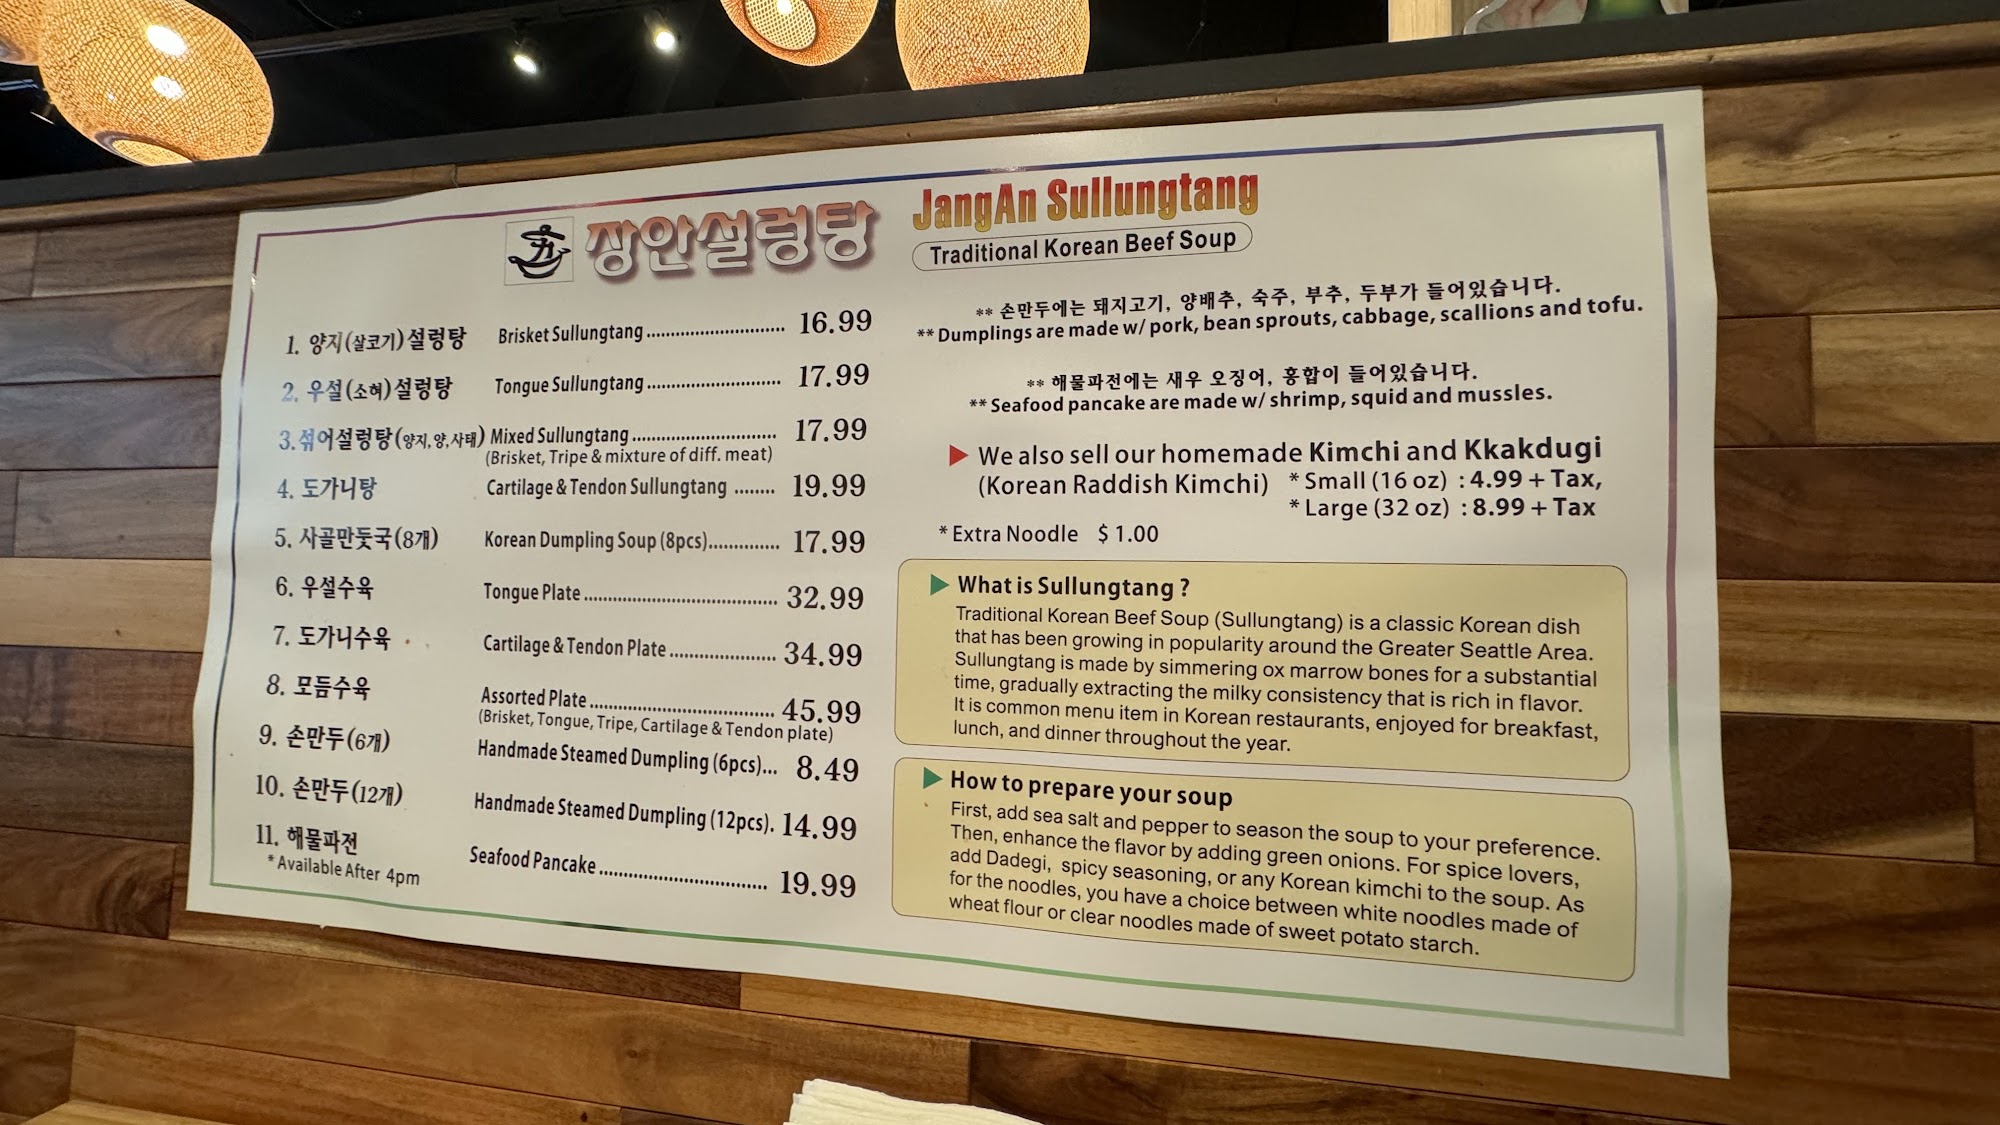 장안설렁탕 JangAn Sullungtang
Traditional Korean Beef Soup
1. 양지(살코기)설렁탕 Brisket Sullungtang ............................ 16.99
2. 우설(소혀)설렁탕 Tongue Sullungtang ........................... 17.99
3. 섞어설렁탕(양지, 양, 사태) Mixed Sullungtang ............................. 17.99
(Brisket, Tripe & mixture of diff. meat)
4. 도가니탕 Cartilage & Tendon Sullungtang ........ 19.99
5. 사골만둣국(8개) Korean Dumpling Soup (8pcs).............. 17.99
6. 우설수육 Tongue Plate ........................................ 32.99
7. 도가니수육 Cartilage & Tendon Plate ...................... 34.99
8. 모듬수육 Assorted Plate ...................................... 45.99
(Brisket, Tongue, Tripe, Cartilage & Tendon plate)
9. 손만두(6개) Handmade Steamed Dumpling (6pcs)... 8.49
10. 손만두(12개) Handmade Steamed Dumpling (12pcs). 14.99
11. 해물파전 Seafood Pancake ................................... 19.99
* Available After 4pm
** 손만두에는 돼지고기, 양배추, 숙주, 부추, 두부가 들어있습니다.
** Dumplings are made w/ pork, bean sprouts, cabbage, scallions and tofu.
** 해물파전에는 새우 오징어, 홍합이 들어있습니다.
** Seafood pancake are made w/ shrimp, squid and mussles.
We also sell our homemade Kimchi and Kkakdugi
(Korean Raddish Kimchi) * Small (16 oz) : 4.99 + Tax,
* Large (32 oz) : 8.99 + Tax
* Extra Noodle $ 1.00
What is Sullungtang ?
Traditional Korean Beef Soup (Sullungtang) is a classic Korean dish
that has been growing in popularity around the Greater Seattle Area.
Sullungtang is made by simmering ox marrow bones for a substantial
time, gradually extracting the milky consistency that is rich in flavor.
It is common menu item in Korean restaurants, enjoyed for breakfast,
lunch, and dinner throughout the year.
How to prepare your soup
First, add sea salt and pepper to season the soup to your preference.
Then, enhance the flavor by adding green onions. For spice lovers,
add Dadegi, spicy seasoning, or any Korean kimchi to the soup. As
for the noodles, you have a choice between white noodles made of
wheat flour or clear noodles made of sweet potato starch.